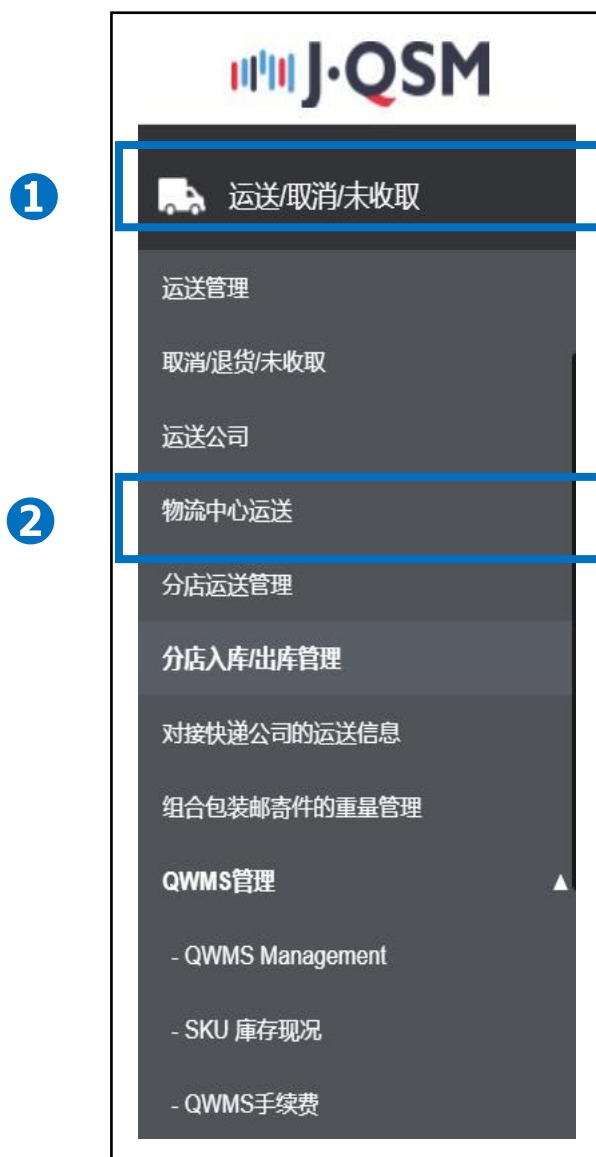 J·QSM
1
运送/取消/未收取
运送管理
取消/退货/未收取
运送公司
2
物流中心运送
分店运送管理
分店入库/出库管理
对接快递公司的运送信息
组合包装邮寄件的重量管理
QWMS管理 ▲
- QWMS Management
- SKU 庫存现况
- QWMS手续费